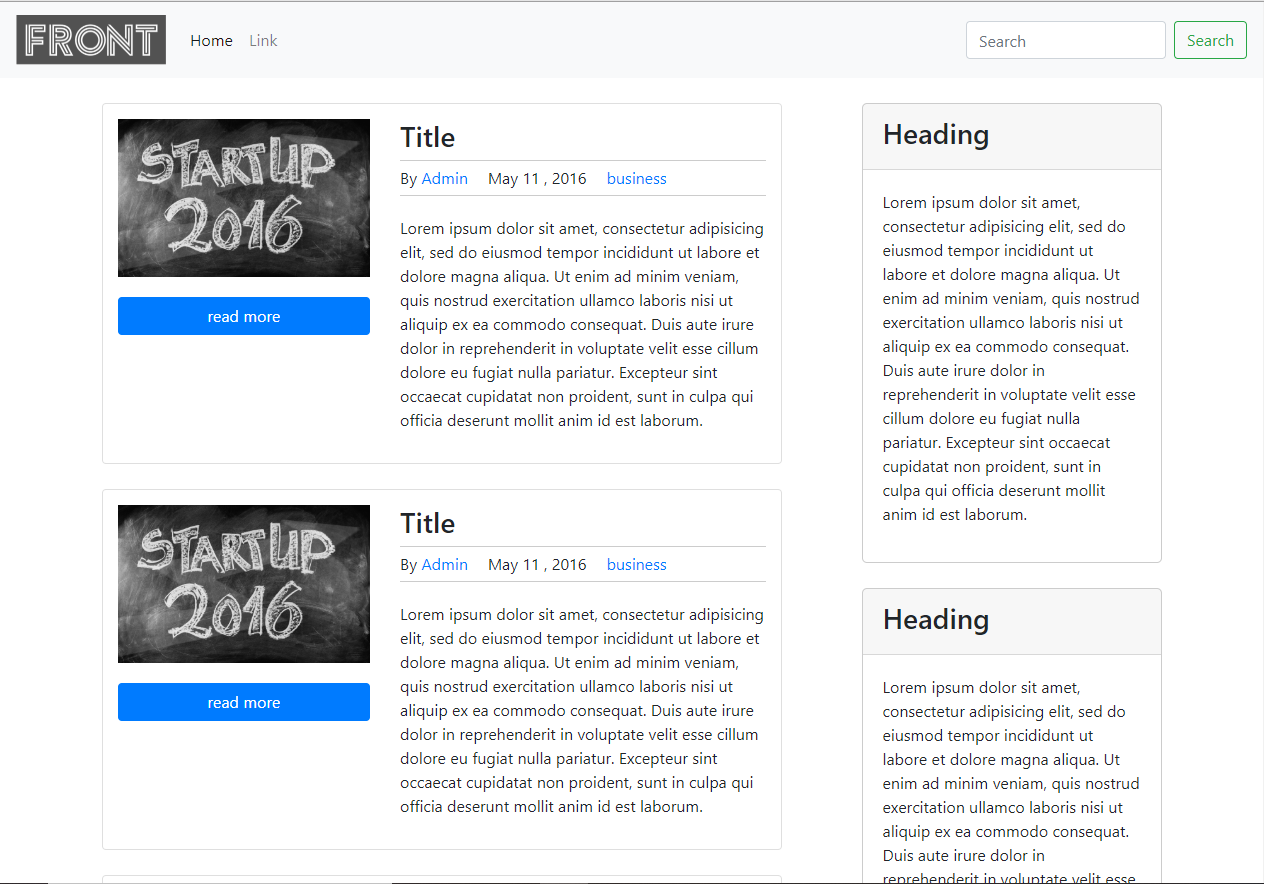 FRONT Home Link Search Search
START UP
2016
read more
Title
By Admin May 11 , 2016 business
Lorem ipsum dolor sit amet, consectetur adipisicing
elit, sed do eiusmod tempor incididunt ut labore et
dolore magna aliqua. Ut enim ad minim veniam,
quis nostrud exercitation ullamco laboris nisi ut
aliquip ex ea commodo consequat. Duis aute irure
dolor in reprehenderit in voluptate velit esse cillum
dolore eu fugiat nulla pariatur. Excepteur sint
occaecat cupidatat non proident, sunt in culpa qui
officia deserunt mollit anim id est laborum.
START UP
2016
read more
Title
By Admin May 11 , 2016 business
Lorem ipsum dolor sit amet, consectetur adipisicing
elit, sed do eiusmod tempor incididunt ut labore et
dolore magna aliqua. Ut enim ad minim veniam,
quis nostrud exercitation ullamco laboris nisi ut
aliquip ex ea commodo consequat. Duis aute irure
dolor in reprehenderit in voluptate velit esse cillum
dolore eu fugiat nulla pariatur. Excepteur sint
occaecat cupidatat non proident, sunt in culpa qui
officia deserunt mollit anim id est laborum.
Heading
Lorem ipsum dolor sit amet,
consectetur adipisicing elit, sed do
eiusmod tempor incididunt ut
labore et dolore magna aliqua. Ut
enim ad minim veniam, quis nostrud
exercitation ullamco laboris nisi ut
aliquip ex ea commodo consequat.
Duis aute irure dolor in
reprehenderit in voluptate velit esse
cillum dolore eu fugiat nulla
pariatur. Excepteur sint occaecat
cupidatat non proident, sunt in
culpa qui officia deserunt mollit
anim id est laborum.
Heading
Lorem ipsum dolor sit amet,
consectetur adipisicing elit, sed do
eiusmod tempor incididunt ut
labore et dolore magna aliqua. Ut
enim ad minim veniam, quis nostrud
exercitation ullamco laboris nisi ut
aliquip ex ea commodo consequat.
Duis aute irure dolor in
reprehenderit in voluptate velit esse